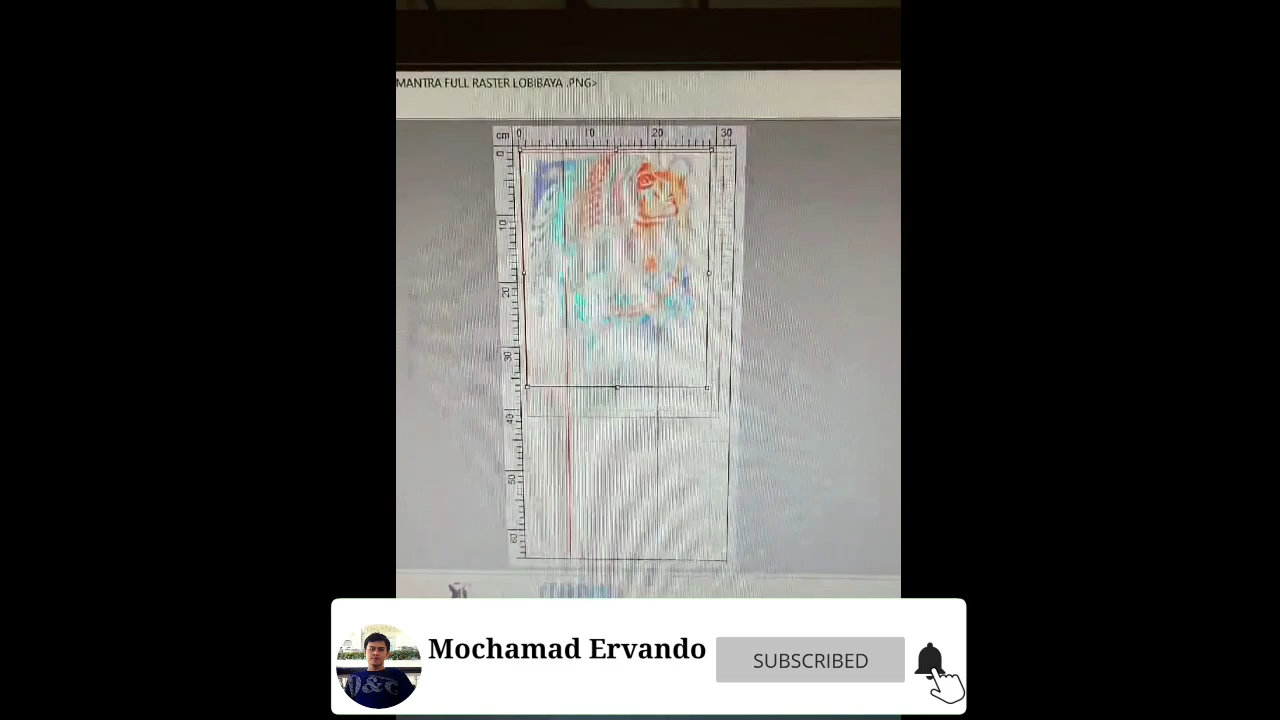 MANTRA FULL RASTER LOBIBAYA .PNG>
cm 0 10 20 30
0
10
20
30
40
50
60
Mochamad Ervando
SUBSCRIBED